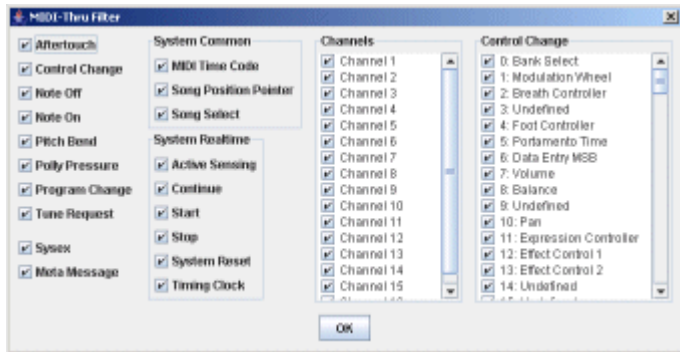 MIDI-Thru Filter
Aftertouch
Control Change
Note Off
Note On
Pitch Bend
Polly Pressure
Program Change
Tune Request
Sysex
Meta Message
System Common
MIDI Time Code
Song Position Pointer
Song Select
System Realtime
Active Sensing
Continue
Start
Stop
System Reset
Timing Clock
Channels
Channel 1
Channel 2
Channel 3
Channel 4
Channel 5
Channel 6
Channel 7
Channel 8
Channel 9
Channel 10
Channel 11
Channel 12
Channel 13
Channel 14
Channel 15
Control Change
0: Bank Select
1: Modulation Wheel
2: Breath Controller
3: Undefined
4: Foot Controller
5: Portamento Time
6: Data Entry MSB
7: Volume
8: Balance
9: Undefined
10: Pan
11: Expression Controller
12: Effect Control 1
13: Effect Control 2
14: Undefined
OK